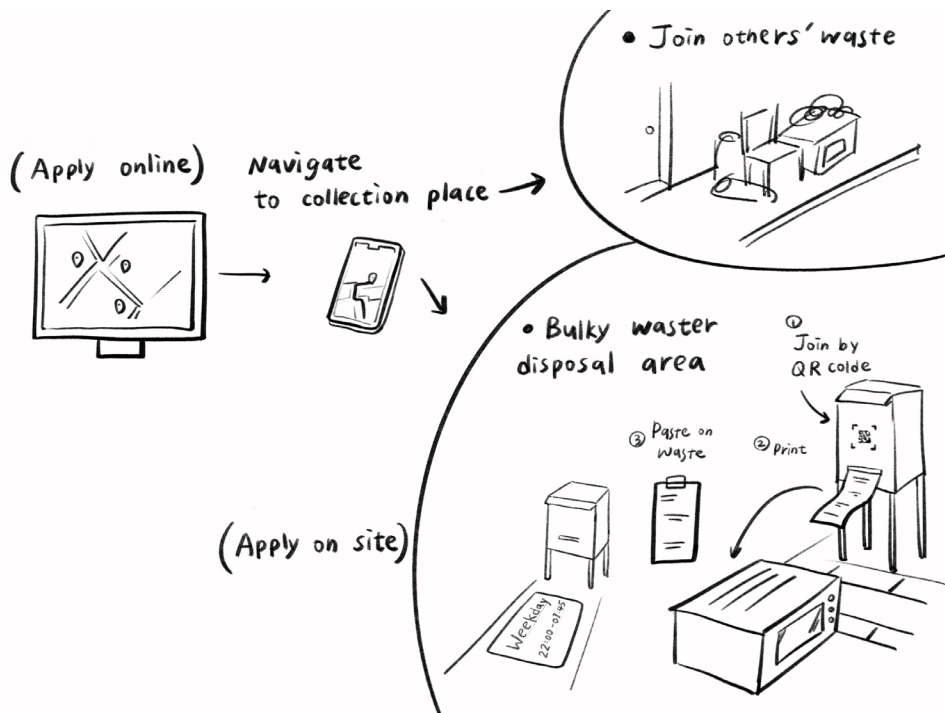 (Apply online)
Navigate
to collection place
• Join others' waste
• Bulky waster
disposal area
①
Join by
QR colde
② Print
③ Paste on
waste
(Apply on site)
Weekday
22:00-07:45